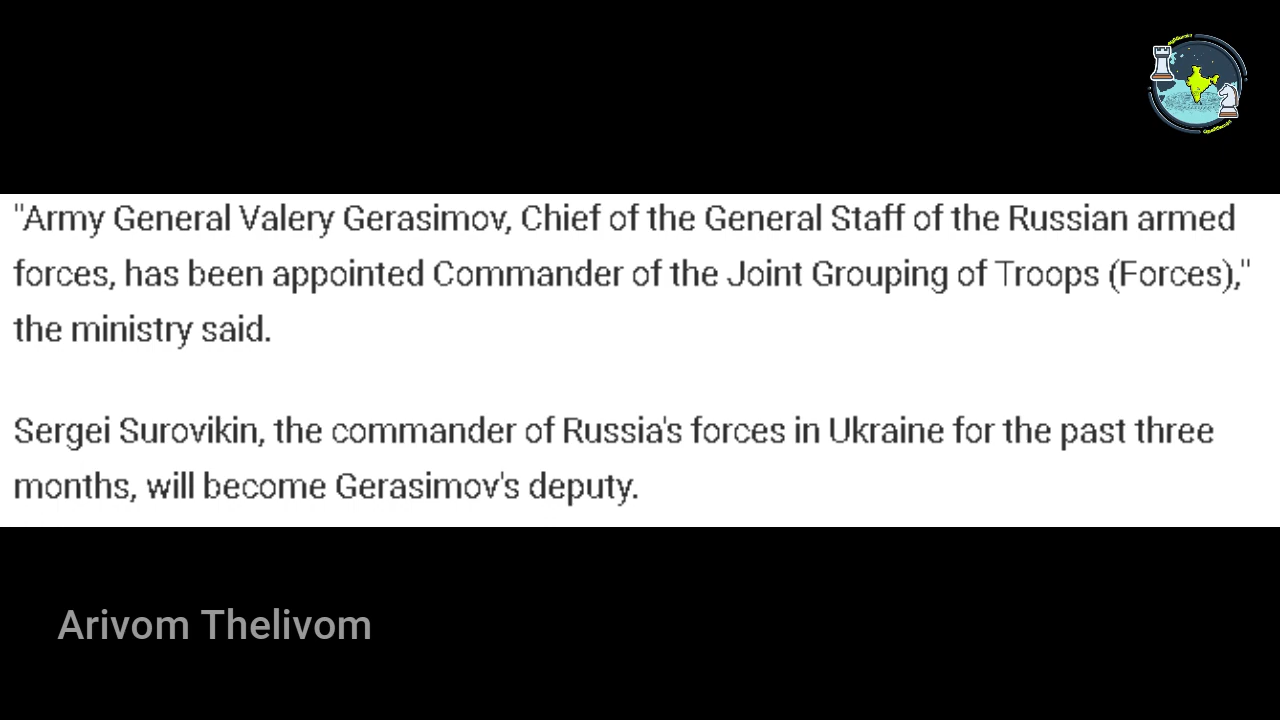 "Army General Valery Gerasimov, Chief of the General Staff of the Russian armed
forces, has been appointed Commander of the Joint Grouping of Troops (Forces),"
the ministry said.
Sergei Surovikin, the commander of Russia's forces in Ukraine for the past three
months, will become Gerasimov's deputy.
Arivom Thelivom